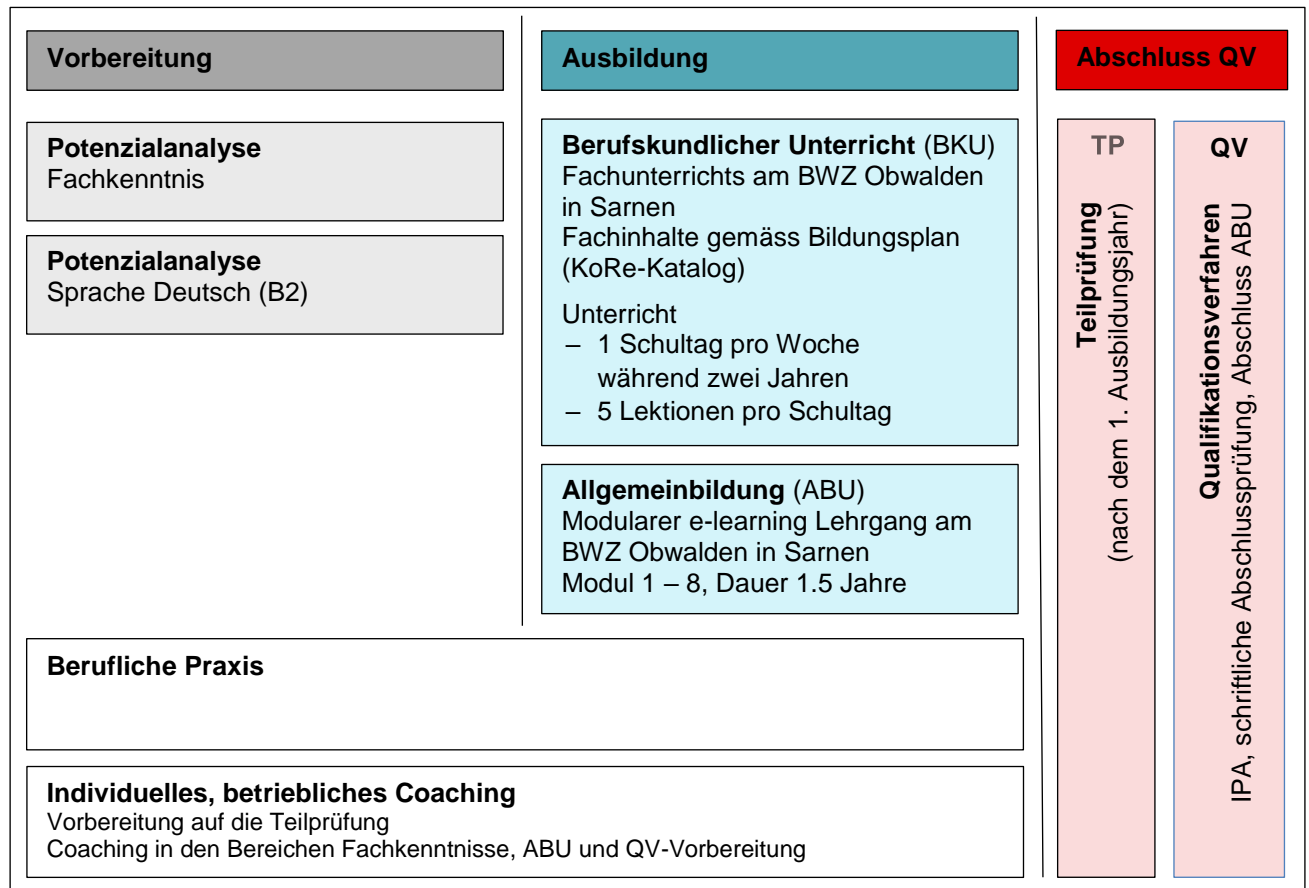 Vorbereitung
Potenzialanalyse
Fachkenntnis
Potenzialanalyse
Sprache Deutsch (B2)
Ausbildung
Berufskundlicher Unterricht (BKU)
Fachunterrichts am BWZ Obwalden
in Sarnen
Fachinhalte gemäss Bildungsplan
(KoRe-Katalog)
Unterricht
– 1 Schultag pro Woche
während zwei Jahren
– 5 Lektionen pro Schultag
Allgemeinbildung (ABU)
Modularer e-learning Lehrgang am
BWZ Obwalden in Sarnen
Modul 1 – 8, Dauer 1.5 Jahre
Berufliche Praxis
Individuelles, betriebliches Coaching
Vorbereitung auf die Teilprüfung
Coaching in den Bereichen Fachkenntnisse, ABU und QV-Vorbereitung
Abschluss QV
TP
Teilprüfung
(nach dem 1. Ausbildungsjahr)
QV
Qualifikationsverfahren
IPA, schriftliche Abschlussprüfung, Abschluss ABU